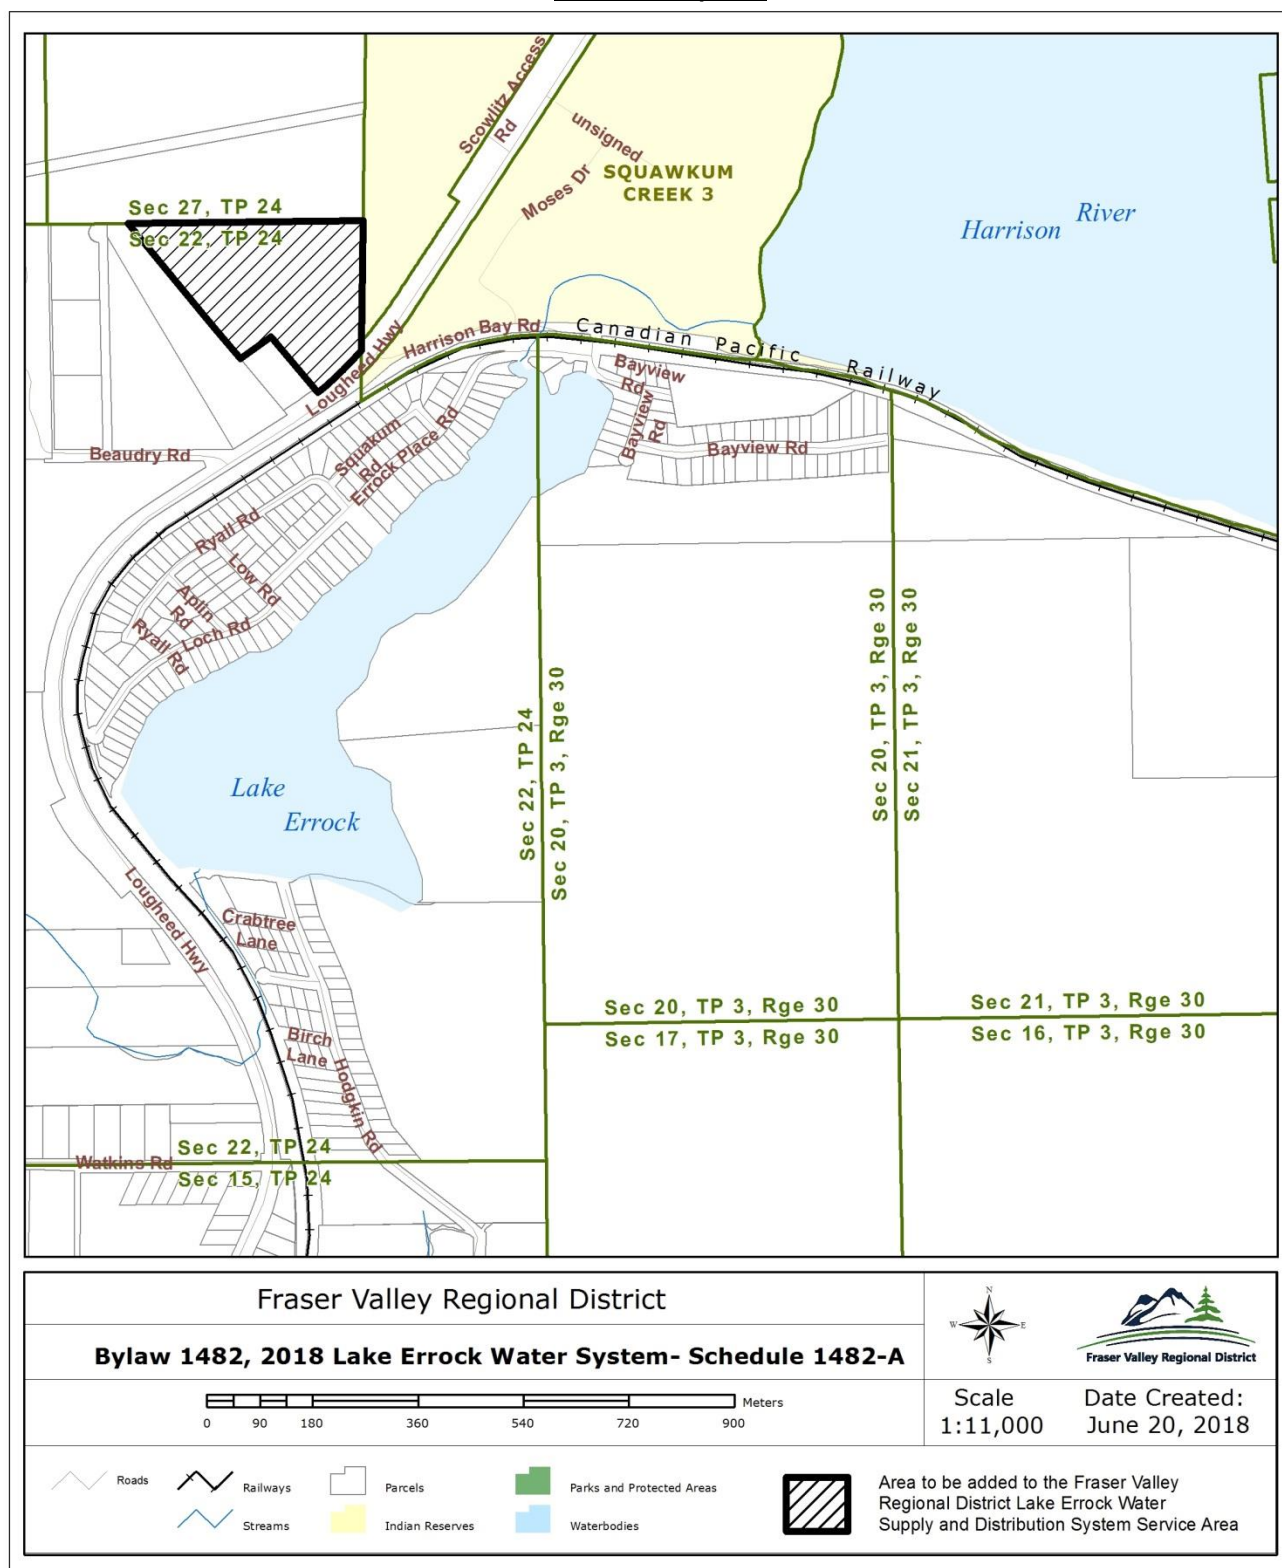 Scowlitz Access
Rd
unsigned
Moses Dr
SQUAWKUM
CREEK 3
Harrison River
Sec 27, TP 24
Sec 22, TP 24
Lougheed Hwy
Harrison Bay Rd
Canadian Pacific Railway
Bayview
Rd
Bayview
Rd
Bayview Rd
Beaudry Rd
Squakum
Rd
Errock Place Rd
Ryall Rd
Low Rd
Aplin
Rd
Loch Rd
Ryall Rd
Sec 22, TP 24
Sec 20, TP 3, Rge 30
Sec 20, TP 3, Rge 30
Sec 21, TP 3, Rge 30
Lake
Errock
Lougheed Hwy
Crabtree
Lane
Birch
Lane
Hodgkin Rd
Sec 20, TP 3, Rge 30
Sec 17, TP 3, Rge 30
Sec 21, TP 3, Rge 30
Sec 16, TP 3, Rge 30
Sec 22, TP 24
Watkins Rd
Sec 15, TP 24
Fraser Valley Regional District
Bylaw 1482, 2018 Lake Errock Water System- Schedule 1482-A
N
W E
S
Fraser Valley Regional District
0 90 180 360 540 720 900 Meters
Scale
1:11,000
Date Created:
June 20, 2018
Roads
Railways
Parcels
Parks and Protected Areas
Streams
Indian Reserves
Waterbodies
Area to be added to the Fraser Valley
Regional District Lake Errock Water
Supply and Distribution System Service Area